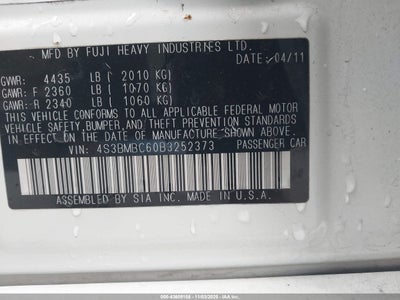 MFD. BY FUJI HEAVY INDUSTRIES LTD.
DATE: 04/11
GVWR: 4435 LB ( 2010 KG)
GAWR: F 2360 LB ( 1070 KG)
GAWR: R 2340 LB ( 1060 KG)
THIS VEHICLE CONFORMS TO ALL APPLICABLE FEDERAL MOTOR
VEHICLE SAFETY, BUMPER, AND THEFT PREVENTION STANDARDS
IN EFFECT ON THE DATE OF MANUFACTURE SHOWN ABOVE.
VIN: 4S3BMBC60B3252373 PASSENGER CAR
ASSEMBLED BY SIA INC. MADE IN U.S.A.